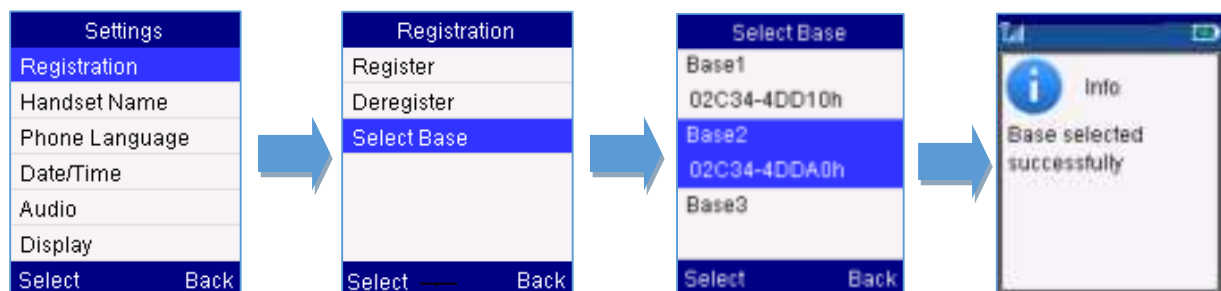 Settings
Registration
Handset Name
Phone Language
Date/Time
Audio
Display
Select Back
Registration
Register
Deregister
Select Base
Select Back
Select Base
Base1
02C34-4DD10h
Base2
02C34-4DDA0h
Base3
Select Back
Info
Base selected
successfully